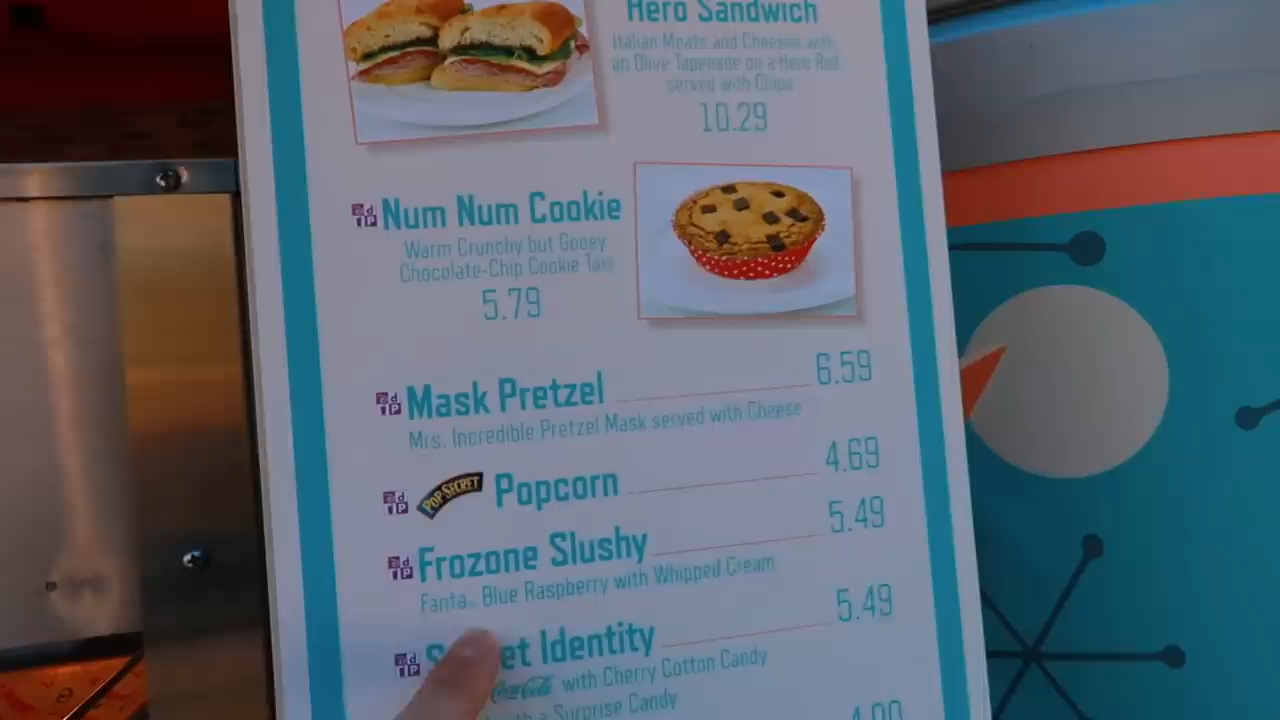 Hero Sandwich
Italian Meats and Cheeses with
an Olive Tapenade on a Hero Roll
served with Chips
10.29
Num Num Cookie
Warm Crunchy but Gooey
Chocolate-Chip Cookie Tart
5.79
Mask Pretzel 6.59
Mrs. Incredible Pretzel Mask served with Cheese
POP-SECRET Popcorn 4.69
Frozone Slushy 5.49
Fanta® Blue Raspberry with Whipped Cream
et Identity 5.49
Coca-Cola with Cherry Cotton Candy
with a Surprise Candy